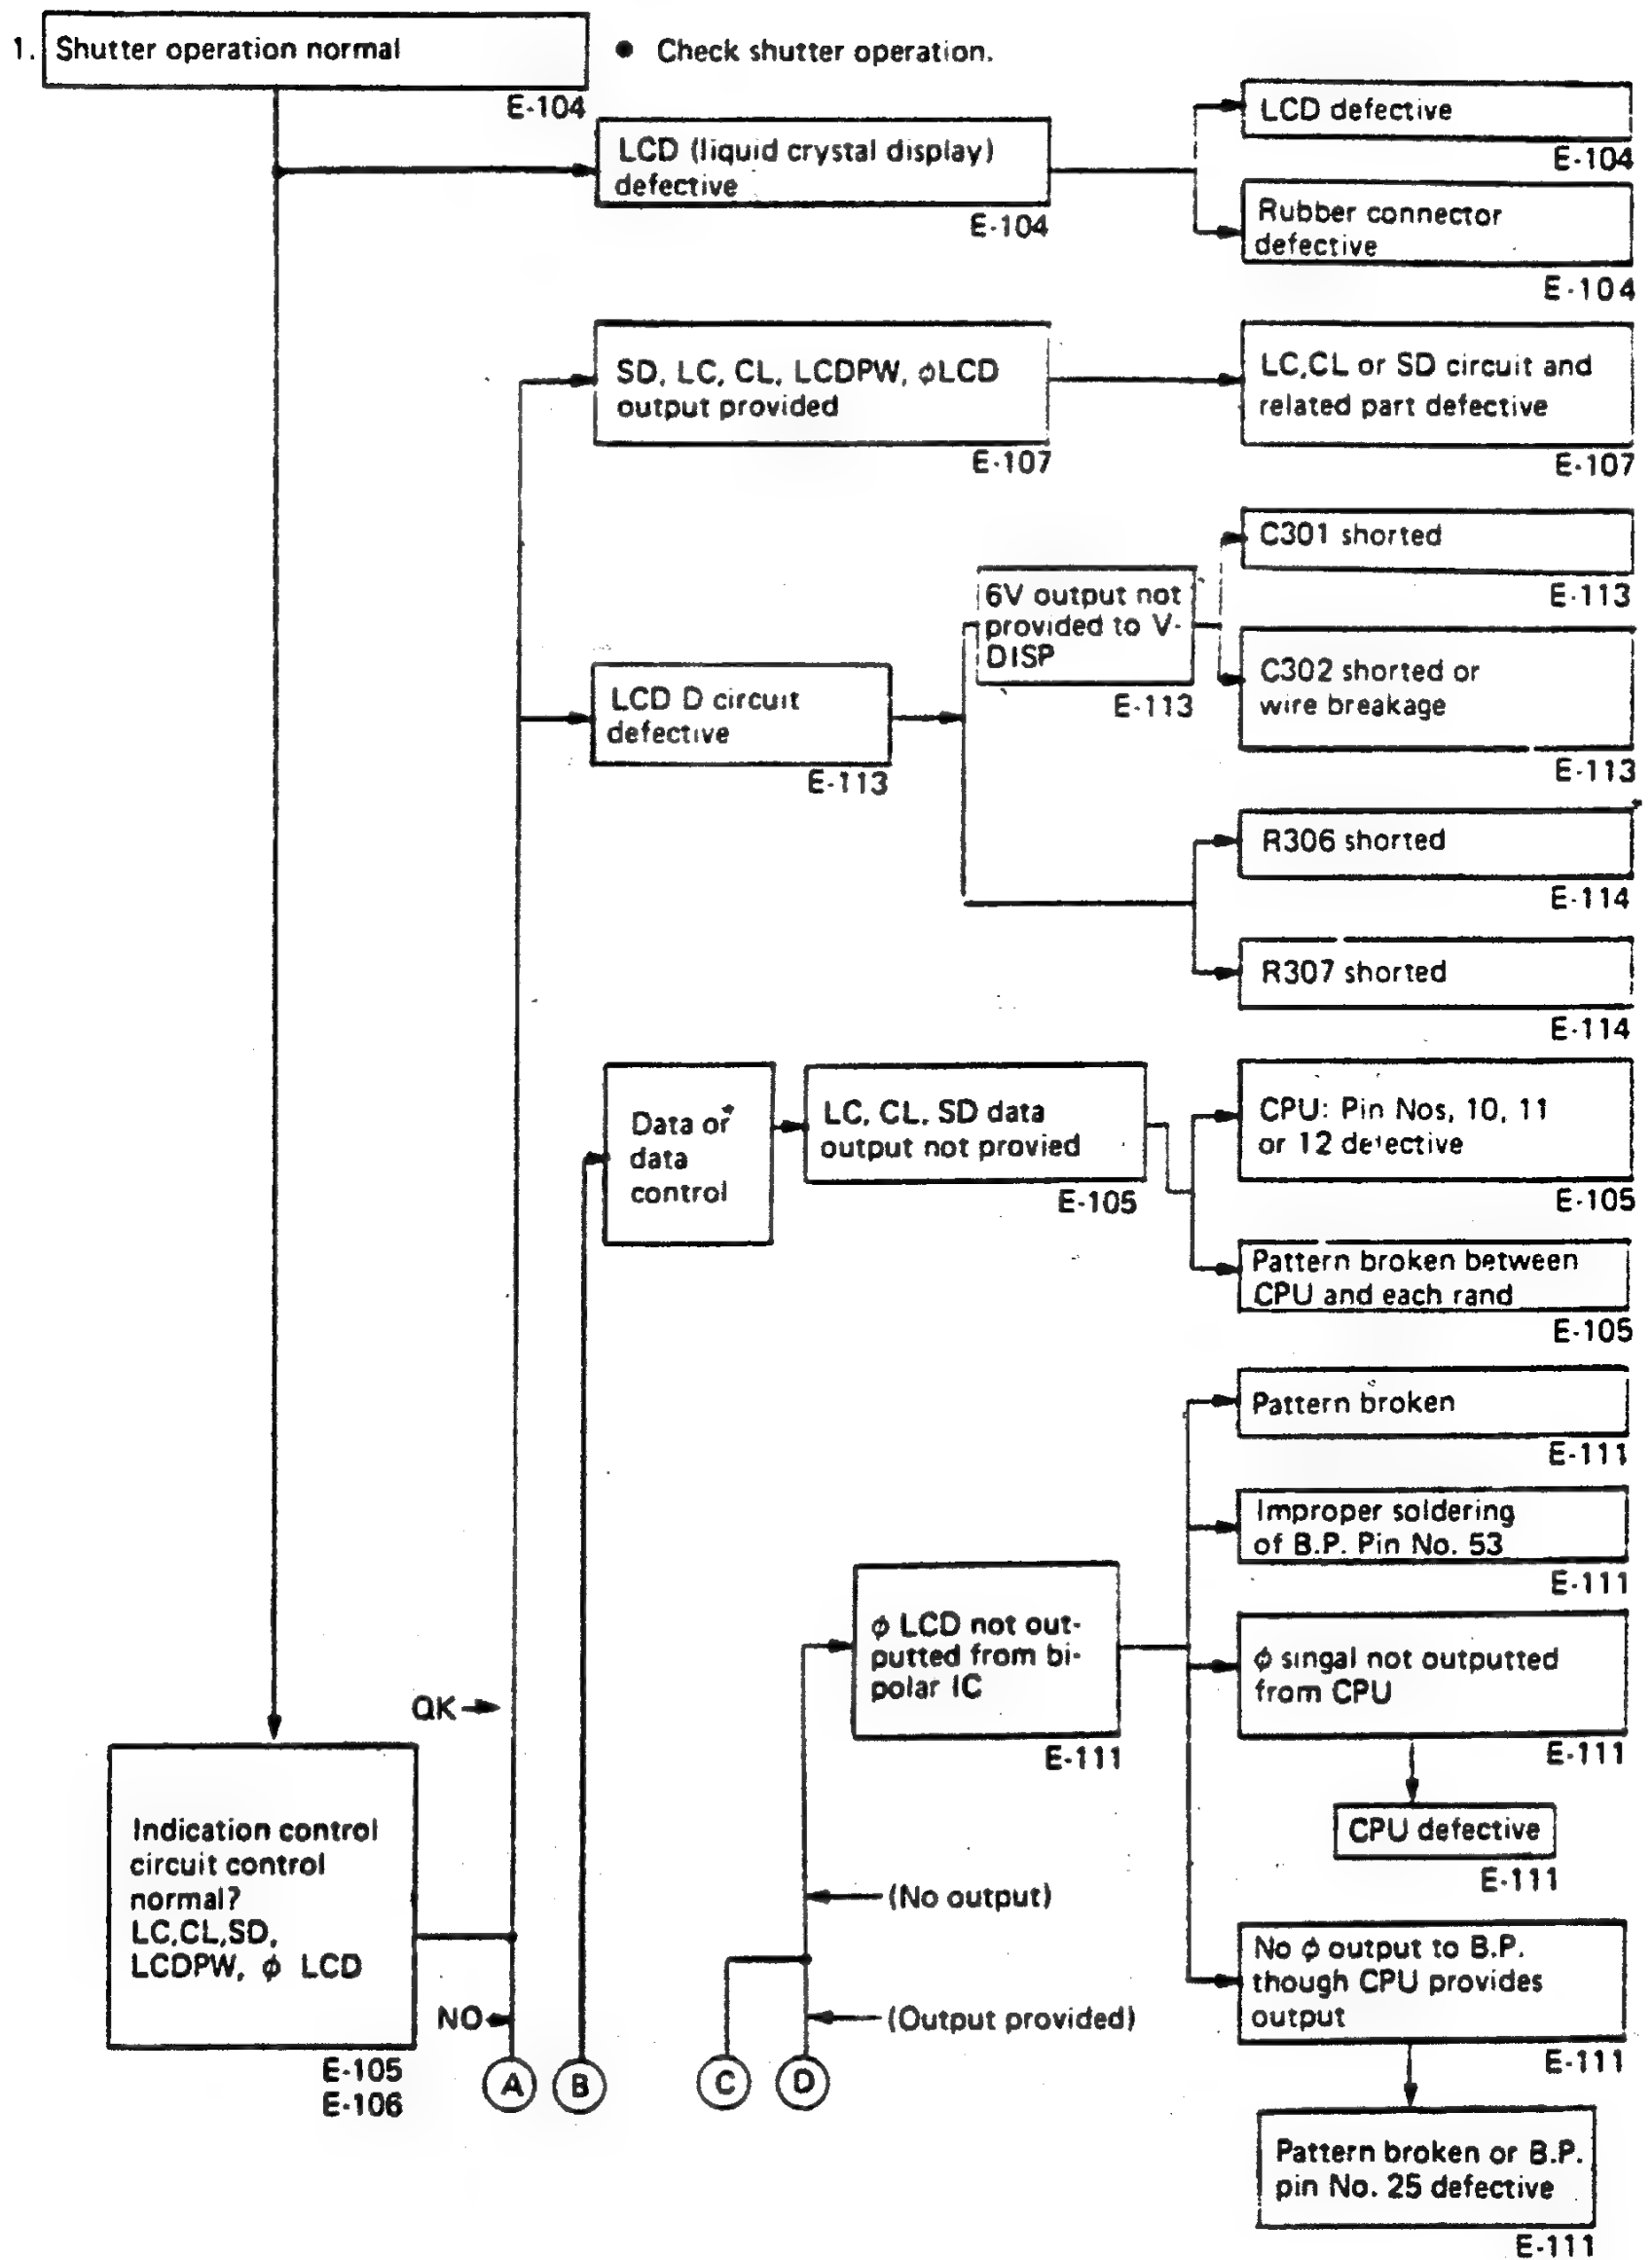 1. Shutter operation normal
• Check shutter operation.
E-104
LCD (liquid crystal display)
defective
E-104
LCD defective
E-104
Rubber connector
defective
E-104
SD, LC, CL, LCDPW, φLCD
output provided
E-107
LC,CL or SD circuit and
related part defective
E-107
C301 shorted
E-113
6V output not
provided to V-
DISP
E-113
C302 shorted or
wire breakage
E-113
LCD D circuit
defective
E-113
R306 shorted
E-114
R307 shorted
E-114
Data or
data
control
LC, CL, SD data
output not provied
E-105
CPU: Pin Nos, 10, 11
or 12 defective
E-105
Pattern broken between
CPU and each rand
E-105
Pattern broken
E-111
Improper soldering
of B.P. Pin No. 53
E-111
φ LCD not out-
putted from bi-
polar IC
E-111
φ singal not outputted
from CPU
E-111
CPU defective
E-111
OK
Indication control
circuit control
normal?
LC,CL,SD,
LCDPW, φ LCD
E-105
E-106
NO
(No output)
(Output provided)
No φ output to B.P.
though CPU provides
output
E-111
A
B
C
D
Pattern broken or B.P.
pin No. 25 defective
E-111